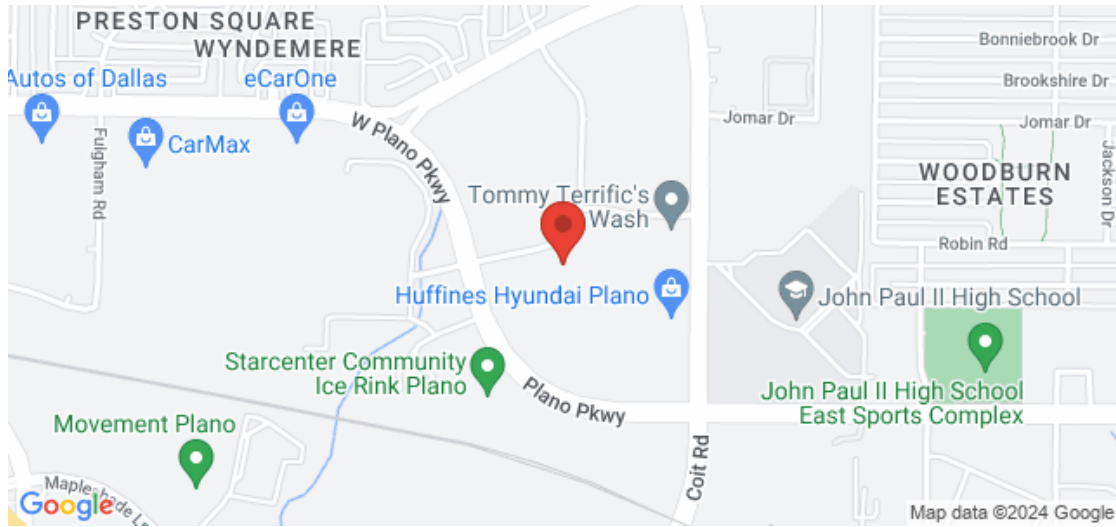 PRESTON SQUARE
WYNDEMERE
Bonniebrook Dr
Autos of Dallas
eCarOne
Brookshire Dr
W Plano Pkwy
Jomar Dr
Jomar Dr
CarMax
Fulgham Rd
Jackson Dr
WOODBURN
ESTATES
Tommy Terrific's
Wash
Robin Rd
Huffines Hyundai Plano
John Paul II High School
Starcenter Community
Ice Rink Plano
Plano Pkwy
John Paul II High School
East Sports Complex
Movement Plano
Coit Rd
Mapleshade
Google
Map data ©2024 Google